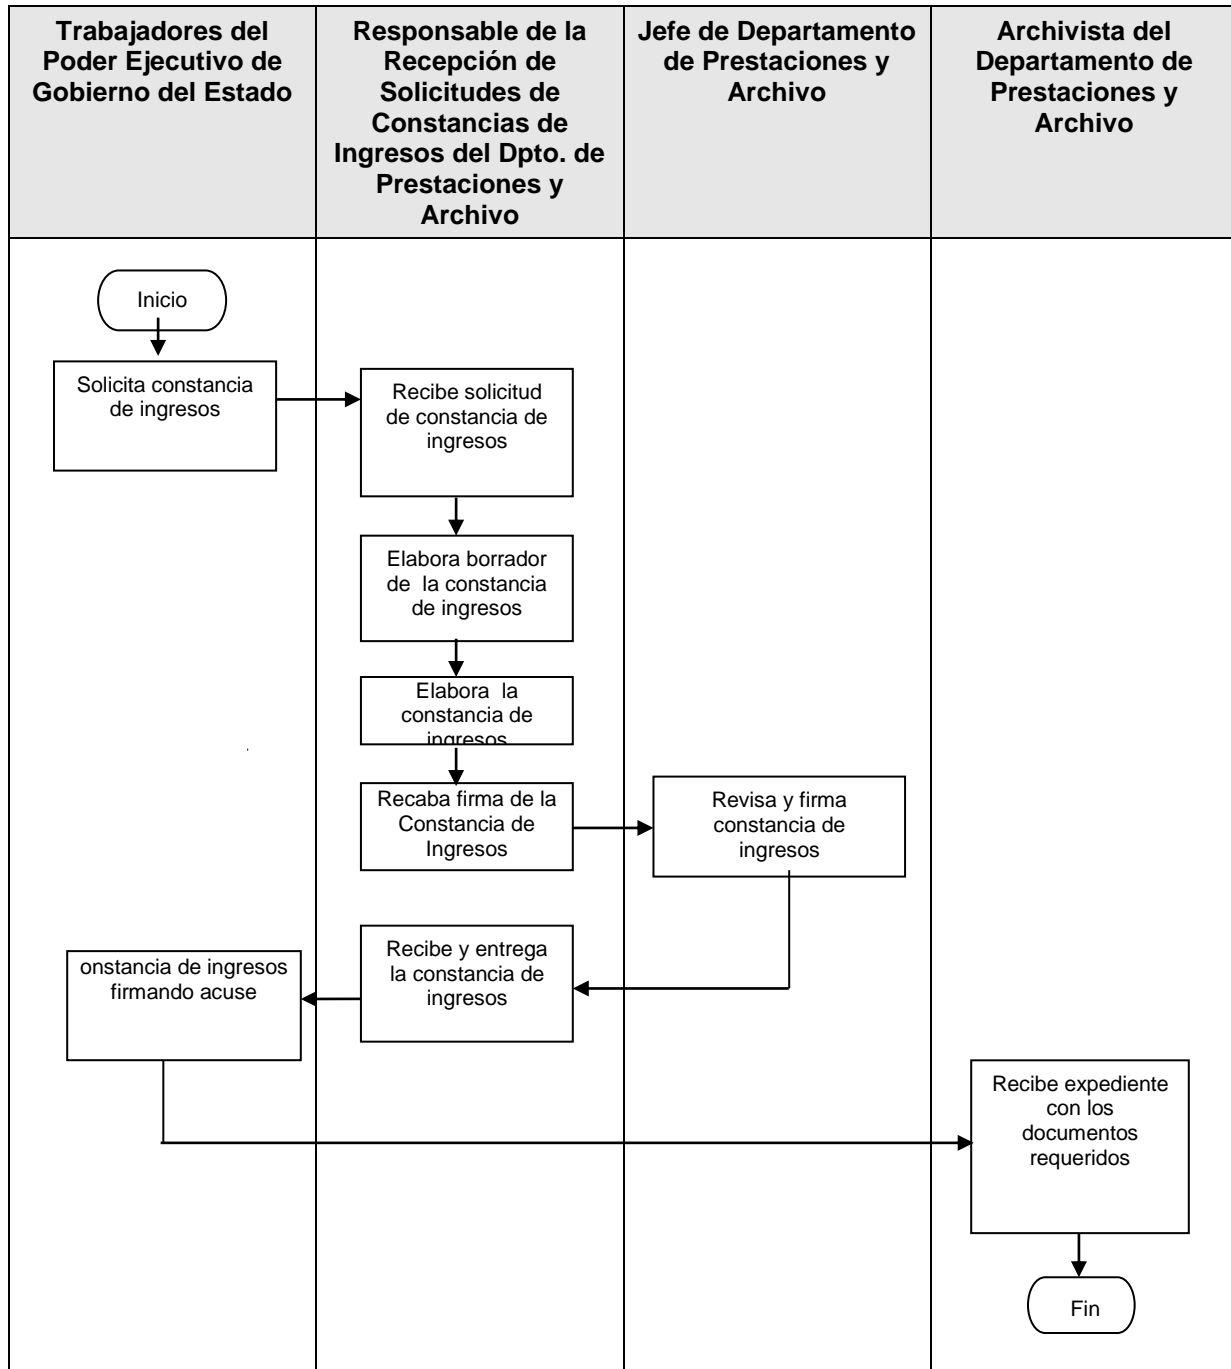 Trabajadores del
Poder Ejecutivo de
Gobierno del Estado
Responsable de la
Recepción de
Solicitudes de
Constancias de
Ingresos del Dpto. de
Prestaciones y
Archivo
Jefe de Departamento
de Prestaciones y
Archivo
Archivista del
Departamento de
Prestaciones y
Archivo
Inicio
Solicita constancia
de ingresos
Recibe solicitud
de constancia de
ingresos
Elabora borrador
de la constancia
de ingresos
Elabora la
constancia de
ingresos
Recaba firma de la
Constancia de
Ingresos
Revisa y firma
constancia de
ingresos
Recibe y entrega
la constancia de
ingresos
onstancia de ingresos
firmando acuse
Recibe expediente
con los
documentos
requeridos
Fin